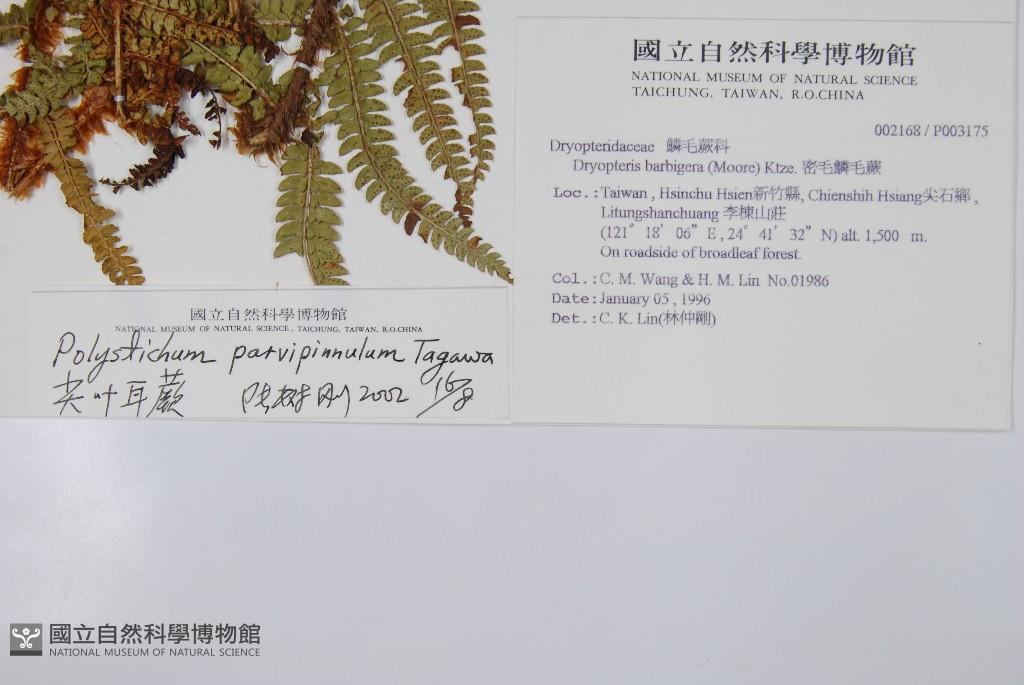 國立自然科學博物館
NATIONAL MUSEUM OF NATURAL SCIENCE
TAICHUNG, TAIWAN, R.O.CHINA
002168 / P003175
Dryopteridaceae 鱗毛蕨科
Dryopteris barbigera (Moore) Ktze. 密毛鱗毛蕨
Loc.:Taiwan , Hsinchu Hsien新竹縣, Chienshih Hsiang尖石鄉 ,
Litungshanchuang 李棟山莊
(121° 18' 06" E , 24° 41' 32" N) alt. 1,500 m.
On roadside of broadleaf forest.
Col.:C. M. Wang & H. M. Lin No.01986
Date:January 05 , 1996
Det.:C. K. Lin(林仲剛)
國立自然科學博物館
NATIONAL MUSEUM OF NATURAL SCIENCE , TAICHUNG, TAIWAN, R.O.CHINA
Polystichum parvipinnulum Tagawa
尖叶耳蕨 陆树刚 2002 16/8
國立自然科學博物館
NATIONAL MUSEUM OF NATURAL SCIENCE